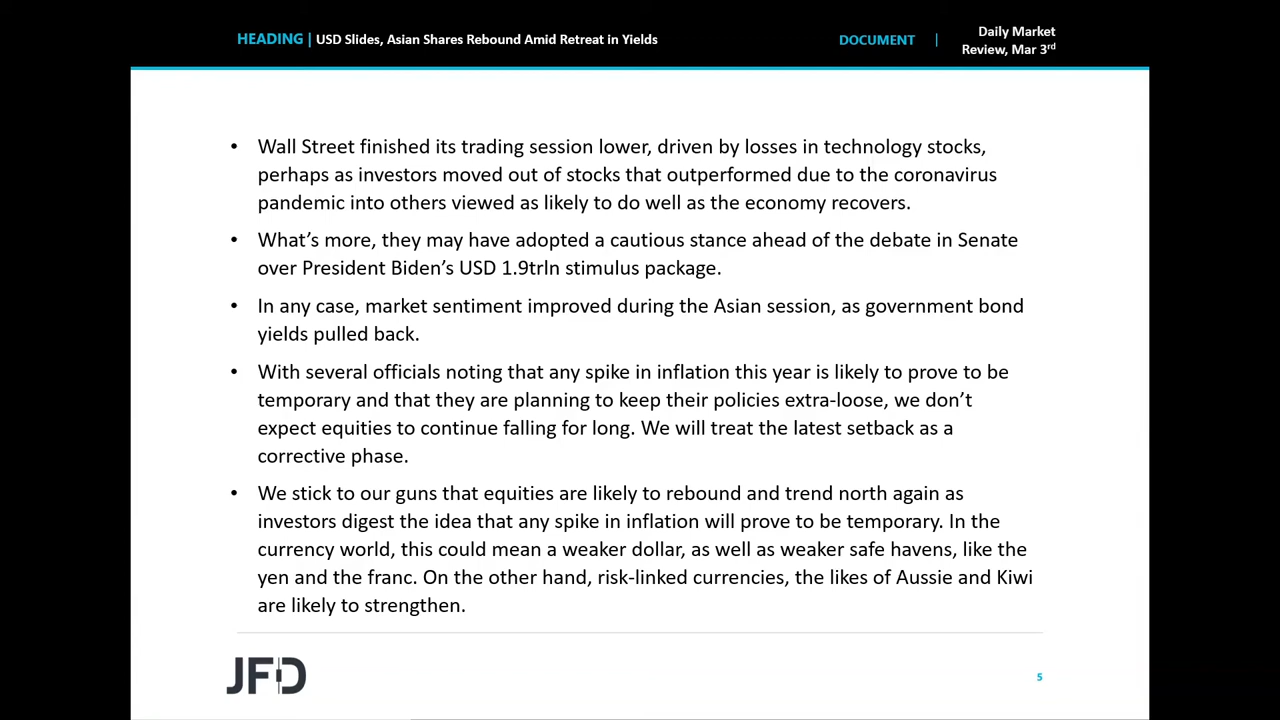 HEADING | USD Slides, Asian Shares Rebound Amid Retreat in Yields
DOCUMENT | Daily Market
Review, Mar 3rd
• Wall Street finished its trading session lower, driven by losses in technology stocks,
perhaps as investors moved out of stocks that outperformed due to the coronavirus
pandemic into others viewed as likely to do well as the economy recovers.
• What’s more, they may have adopted a cautious stance ahead of the debate in Senate
over President Biden’s USD 1.9trln stimulus package.
• In any case, market sentiment improved during the Asian session, as government bond
yields pulled back.
• With several officials noting that any spike in inflation this year is likely to prove to be
temporary and that they are planning to keep their policies extra-loose, we don’t
expect equities to continue falling for long. We will treat the latest setback as a
corrective phase.
• We stick to our guns that equities are likely to rebound and trend north again as
investors digest the idea that any spike in inflation will prove to be temporary. In the
currency world, this could mean a weaker dollar, as well as weaker safe havens, like the
yen and the franc. On the other hand, risk-linked currencies, the likes of Aussie and Kiwi
are likely to strengthen.
JFD
5